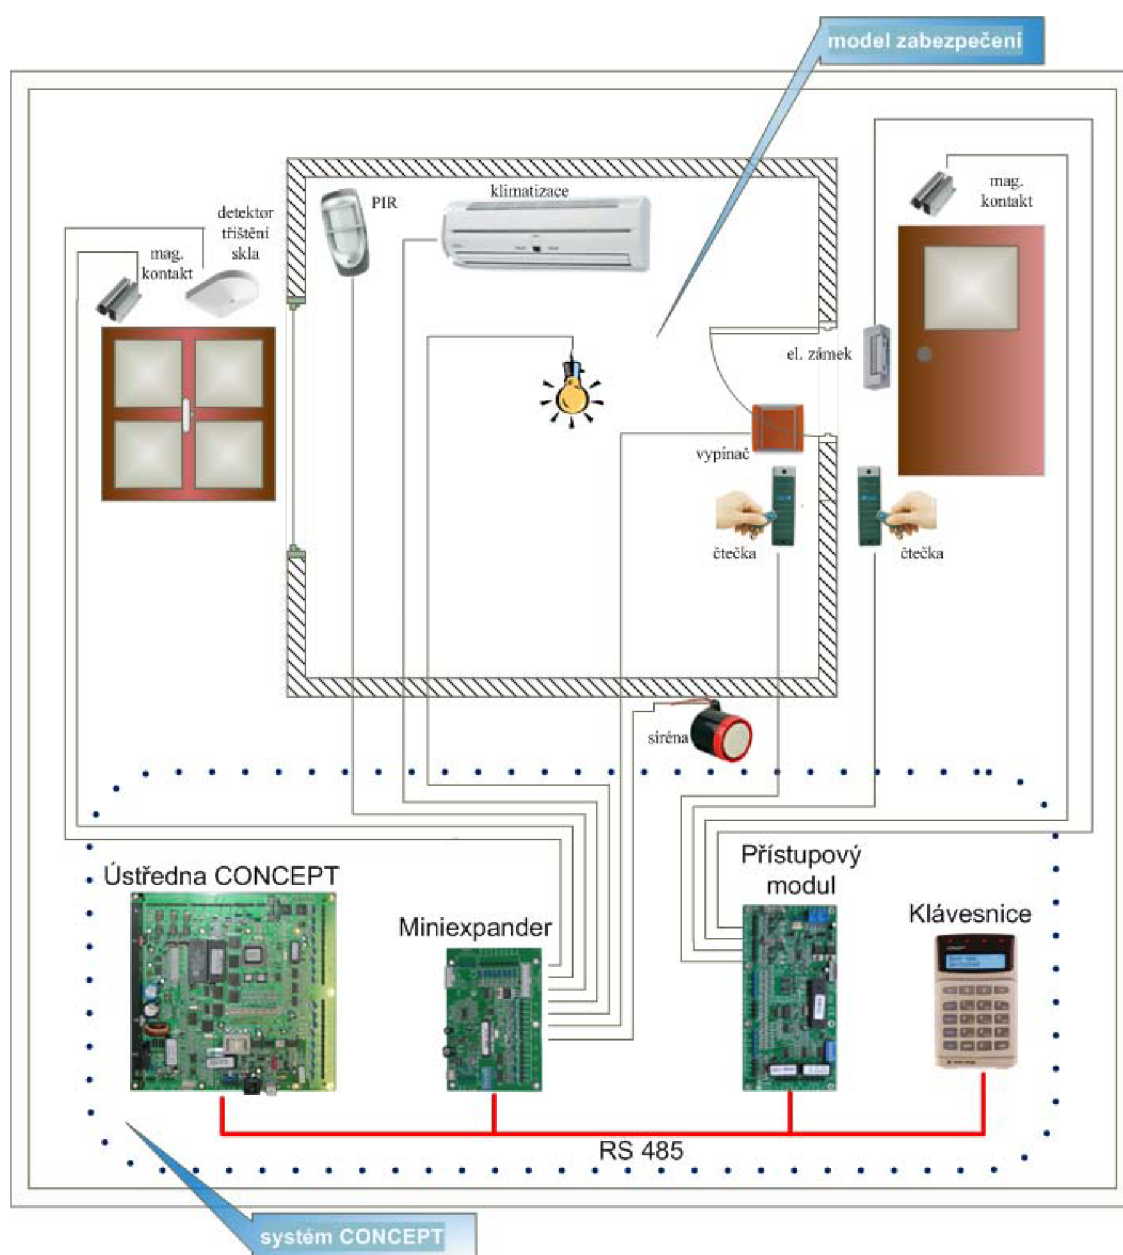 model zabezpečení
PIR
klimatizace
mag.
kontakt
detektor
tříštění
skla
mag.
kontakt
el. zámek
vypínač
čtečka
čtečka
siréna
Ústředna CONCEPT
Miniexpander
Přístupový
modul
Klávesnice
RS 485
systém CONCEPT